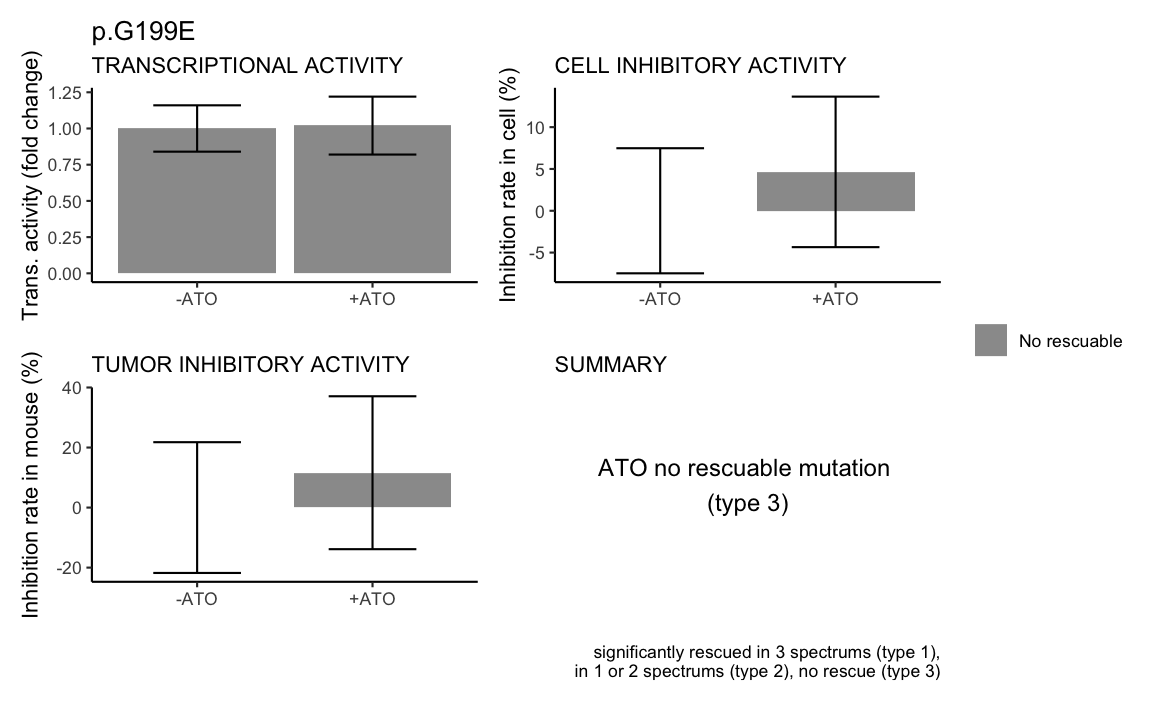 p.G199E
TRANSCRIPTIONAL ACTIVITY
Trans. activity (fold change)
1.25
1.00
0.75
0.50
0.25
0.00
-ATO +ATO
CELL INHIBITORY ACTIVITY
Inhibition rate in cell (%)
10
5
0
-5
-ATO +ATO
No rescuable
TUMOR INHIBITORY ACTIVITY
Inhibition rate in mouse (%)
40
20
0
-20
-ATO +ATO
SUMMARY
ATO no rescuable mutation
(type 3)
significantly rescued in 3 spectrums (type 1),
in 1 or 2 spectrums (type 2), no rescue (type 3)